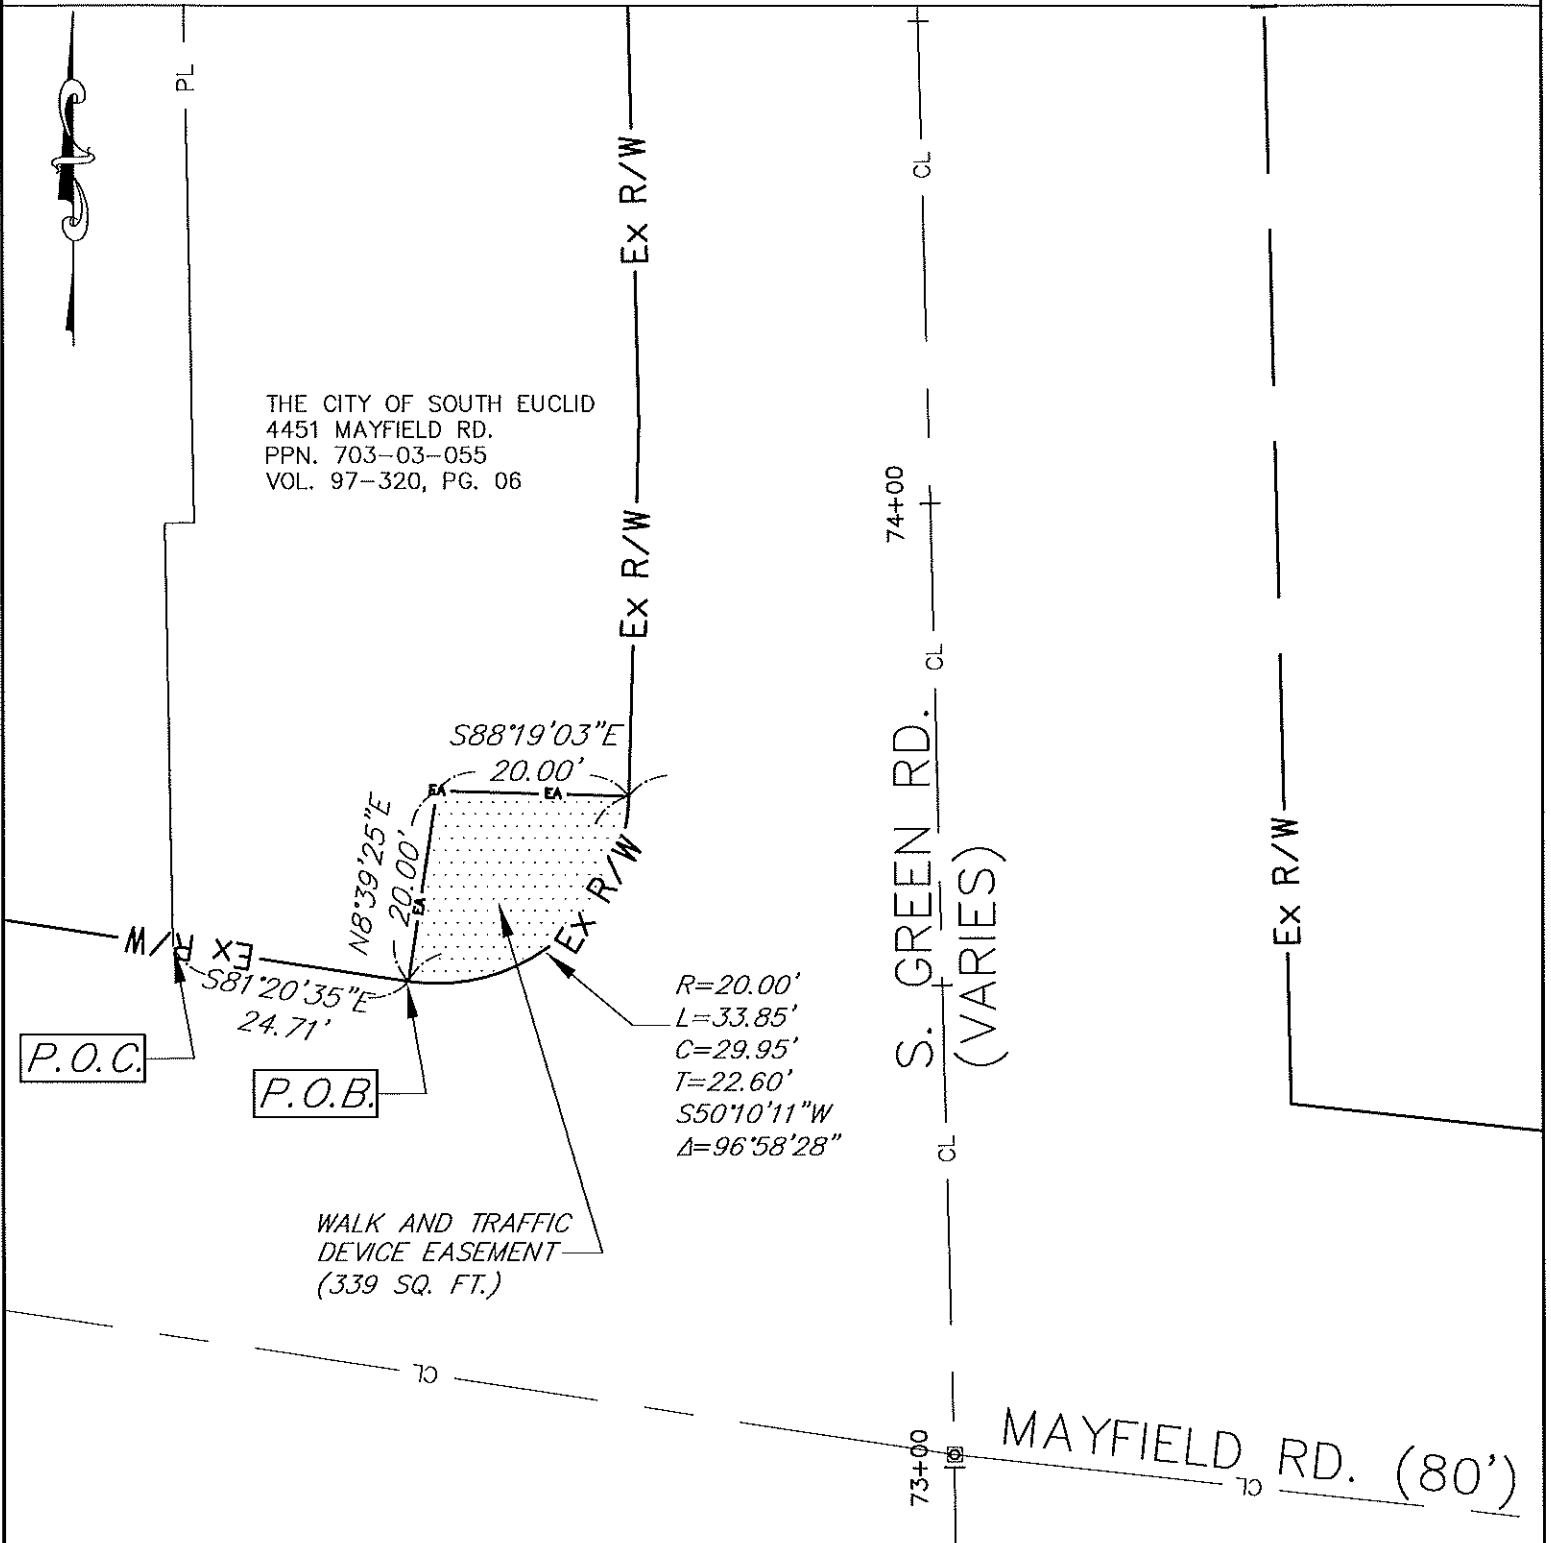 PL
Ex R/W
CL
THE CITY OF SOUTH EUCLID
4451 MAYFIELD RD.
PPN. 703-03-055
VOL. 97-320, PG. 06
74+00
Ex R/W
CL
S88°19'03"E
20.00'
EA
EA
N8°39'25"E
20.00'
EA
Ex R/W
S. GREEN RD.
(VARIES)
Ex R/W
EX R/W
S81°20'35"E
24.71'
P.O.C.
P.O.B.
R=20.00'
L=33.85'
C=29.95'
T=22.60'
S50°10'11"W
Δ=96°58'28"
CL
WALK AND TRAFFIC
DEVICE EASEMENT
(339 SQ. FT.)
CL
73+00
MAYFIELD RD. (80')
CL